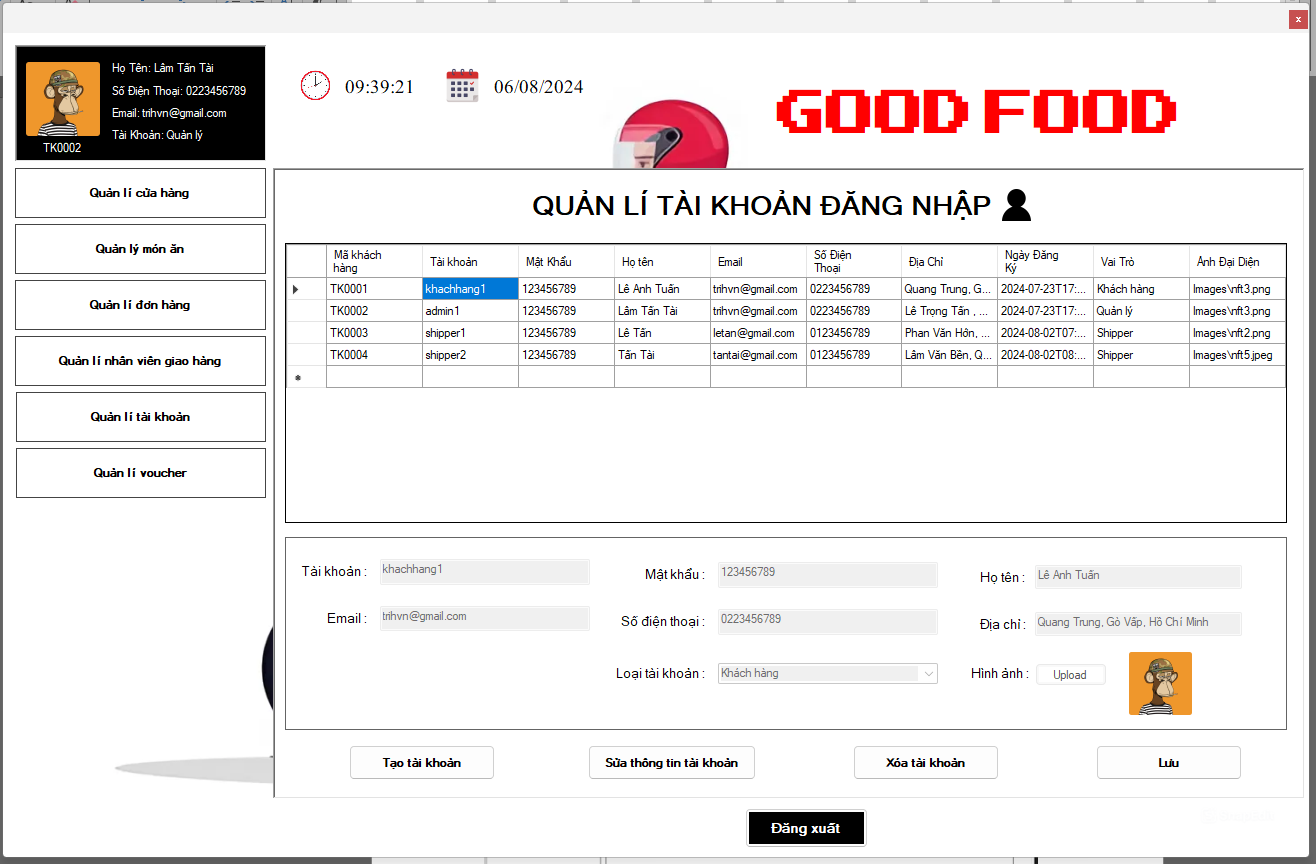 x
Họ Tên: Lâm Tấn Tài
Số Điện Thoại: 0223456789
Email: trihvn@gmail.com
Tài Khoản: Quản lý
TK0002
09:39:21
06/08/2024
GOOD FOOD
Quản lí cửa hàng
Quản lý món ăn
Quản lí đơn hàng
Quản lí nhân viên giao hàng
Quản lí tài khoản
Quản lí voucher
QUẢN LÍ TÀI KHOẢN ĐĂNG NHẬP
Mã khách hàng Tài khoản Mật Khẩu Họ tên Email Số Điện Thoại Địa Chỉ Ngày Đăng Ký Vai Trò Ảnh Đại Diện
TK0001 khachhang1 123456789 Lê Anh Tuấn trihvn@gmail.com 0223456789 Quang Trung, G... 2024-07-23T17:... Khách hàng Images\nft3.png
TK0002 admin1 123456789 Lâm Tấn Tài trihvn@gmail.com 0223456789 Lê Trọng Tấn , ... 2024-07-23T17:... Quản lý Images\nft3.png
TK0003 shipper1 123456789 Lê Tấn letan@gmail.com 0123456789 Phan Văn Hớn, ... 2024-08-02T07:... Shipper Images\nft2.png
TK0004 shipper2 123456789 Tấn Tài tantai@gmail.com 0123456789 Lâm Văn Bền, Q... 2024-08-02T08:... Shipper Images\nft5.jpeg
Tài khoản : khachhang1 Mật khẩu : 123456789 Họ tên : Lê Anh Tuấn
Email : trihvn@gmail.com Số điện thoại : 0223456789 Địa chỉ : Quang Trung, Gò Vấp, Hồ Chí Minh
Loại tài khoản : Khách hàng Hình ảnh : Upload
Tạo tài khoản
Sửa thông tin tài khoản
Xóa tài khoản
Lưu
Đăng xuất